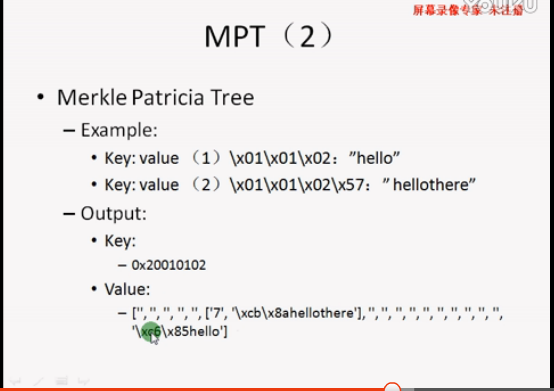 屏幕录像专家 未注册
MPT（2）
• Merkle Patricia Tree
– Example:
• Key: value （1）\x01\x01\x02：”hello”
• Key: value （2）\x01\x01\x02\x57：” hellothere”
– Output:
• Key:
– 0x20010102
• Value:
– ['', '', '', '', '', ['7', '\xcb\x8ahellothere'], '', '', '', '', '', '', '', '', '', '',
'\xc6\x85hello']